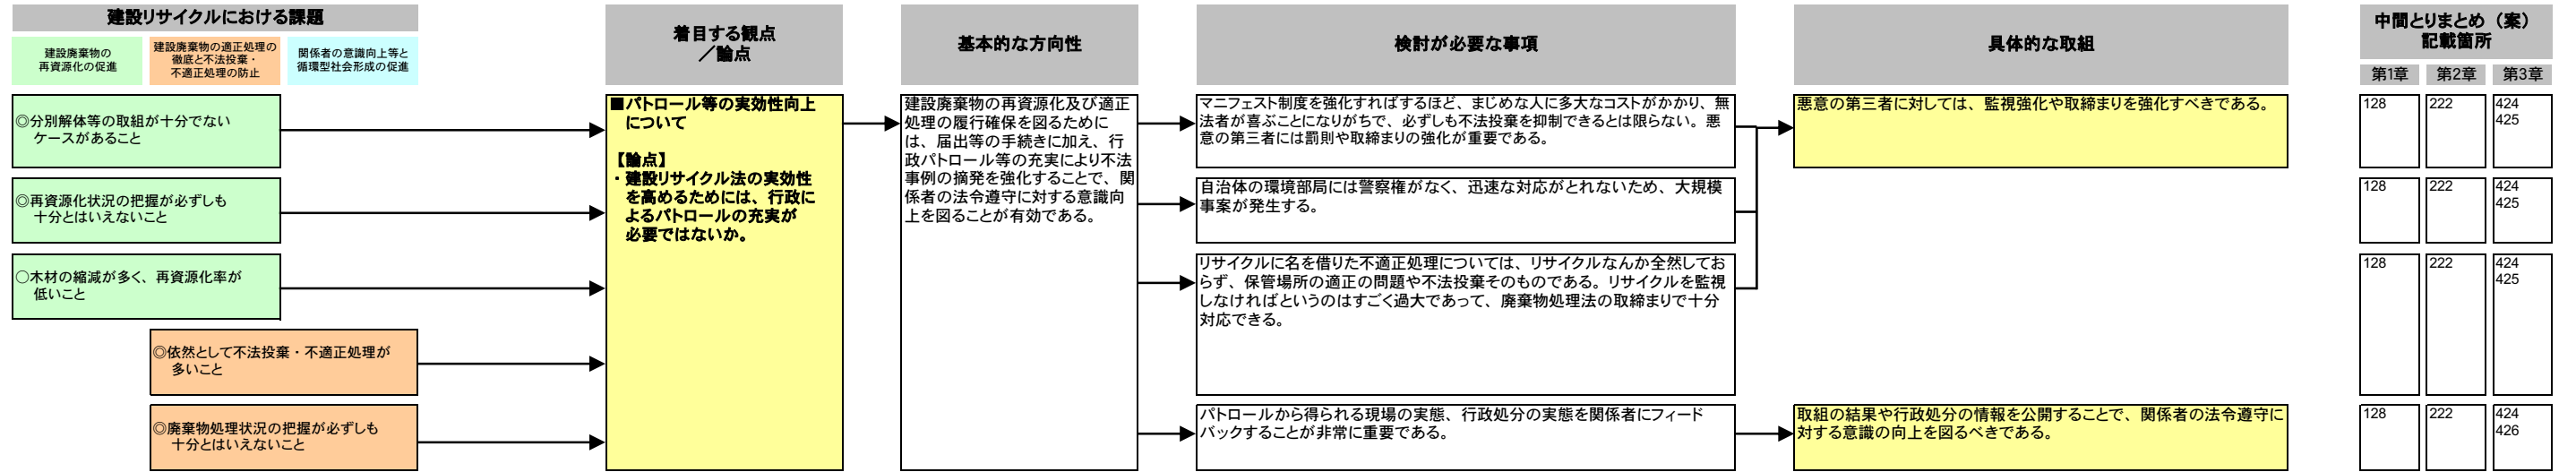 建設リサイクルにおける課題
建設廃棄物の
再資源化の促進
建設廃棄物の適正処理の
徹底と不法投棄・
不適正処理の防止
関係者の意識向上等と
循環型社会形成の促進
着目する観点
／論点
基本的な方向性
検討が必要な事項
具体的な取組
中間とりまとめ（案）
記載箇所
第1章
第2章
第3章
◎分別解体等の取組が十分でない
ケースがあること
◎再資源化状況の把握が必ずしも
十分とはいえないこと
○木材の縮減が多く、再資源化率が
低いこと
◎依然として不法投棄・不適正処理が
多いこと
◎廃棄物処理状況の把握が必ずしも
十分とはいえないこと
■パトロール等の実効性向上
について
【論点】
・建設リサイクル法の実効性
を高めるためには、行政に
よるパトロールの充実が
必要ではないか。
建設廃棄物の再資源化及び適正
処理の履行確保を図るために
は、届出等の手続きに加え、行
政パトロール等の充実により不法
事例の摘発を強化することで、関
係者の法令遵守に対する意識向
上を図ることが有効である。
マニフェスト制度を強化すればするほど、まじめな人に多大なコストがかかり、無
法者が喜ぶことになりがちで、必ずしも不法投棄を抑制できるとは限らない。悪
意の第三者には罰則や取締まりの強化が重要である。
自治体の環境部局には警察権がなく、迅速な対応がとれないため、大規模
事案が発生する。
リサイクルに名を借りた不適正処理については、リサイクルなんか全然してお
らず、保管場所の適正の問題や不法投棄そのものである。リサイクルを監視
しなければというのはすごく過大であって、廃棄物処理法の取締まりで十分
対応できる。
パトロールから得られる現場の実態、行政処分の実態を関係者にフィード
バックすることが非常に重要である。
悪意の第三者に対しては、監視強化や取締まりを強化すべきである。
取組の結果や行政処分の情報を公開することで、関係者の法令遵守に
対する意識の向上を図るべきである。
128
222
424
425
128
222
424
425
128
222
424
425
128
222
424
426